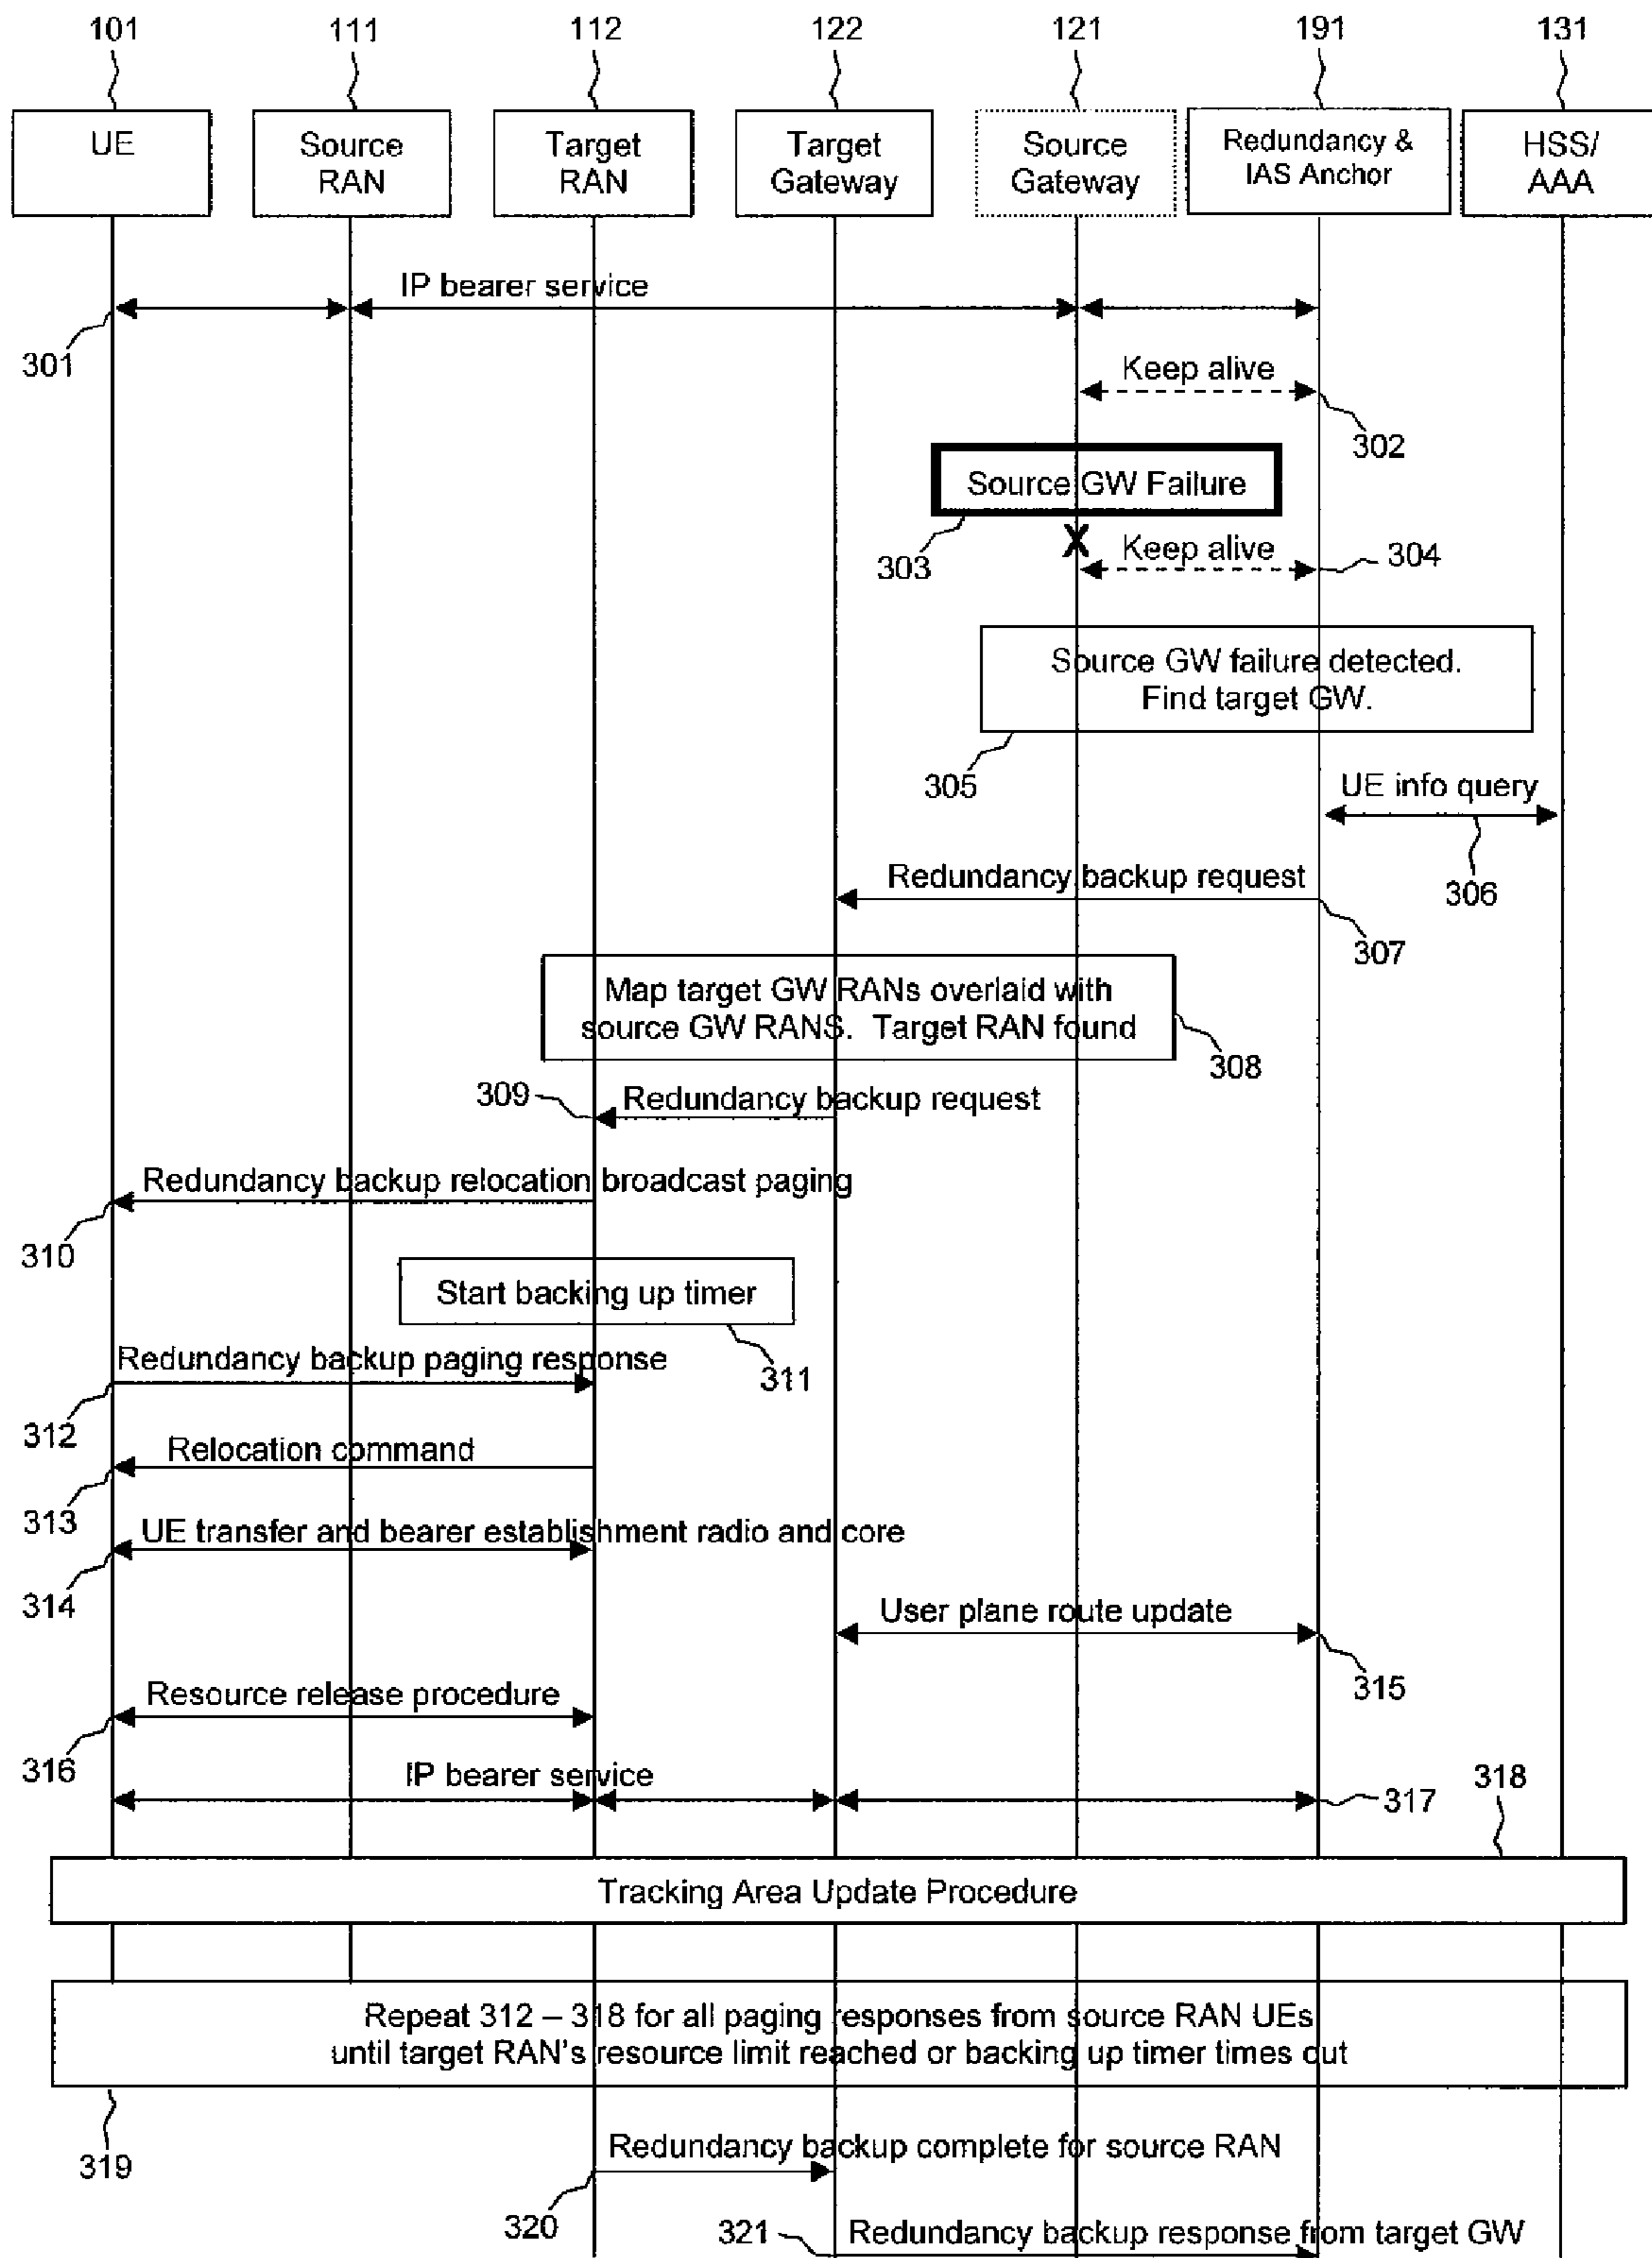 101
111
112
122
121
191
131
UE
Source
RAN
Target
RAN
Target
Gateway
Source
Gateway
Redundancy &
IAS Anchor
HSS/
AAA
IP bearer service
301
Keep alive
302
Source GW Failure
X
303
Keep alive
304
Source GW failure detected.
Find target GW.
305
UE info query
306
Redundancy backup request
307
Map target GW RANs overlaid with
source GW RANS. Target RAN found
308
309
Redundancy backup request
Redundancy backup relocation broadcast paging
310
Start backing up timer
311
Redundancy backup paging response
312
Relocation command
313
UE transfer and bearer establishment radio and core
314
User plane route update
315
Resource release procedure
316
IP bearer service
317
318
Tracking Area Update Procedure
Repeat 312 – 318 for all paging responses from source RAN UEs
until target RAN's resource limit reached or backing up timer times out
319
Redundancy backup complete for source RAN
320
321
Redundancy backup response from target GW